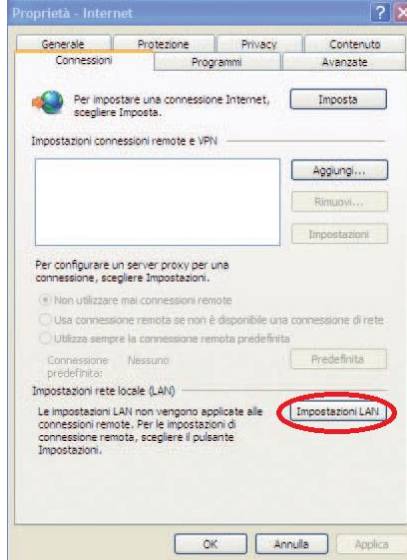 Proprietà - Internet
Generale Protezione Privacy Contenuto
Connessioni Programmi Avanzate
Per impostare una connessione Internet,
scegliere Imposta.
Imposta
Impostazioni connessioni remote e VPN
Aggiungi...
Rimuovi...
Impostazioni
Per configurare un server proxy per una
connessione, scegliere Impostazioni.
Non utilizzare mai connessioni remote
Usa connessione remota se non è disponibile una connessione di rete
Utilizza sempre la connessione remota predefinita
Connessione Nessuno
predefinita:
Predefinita
Impostazioni rete locale (LAN)
Le impostazioni LAN non vengono applicate alle
connessioni remote. Per le impostazioni di
connessione remota, scegliere il pulsante
Impostazioni.
Impostazioni LAN
OK Annulla Applica